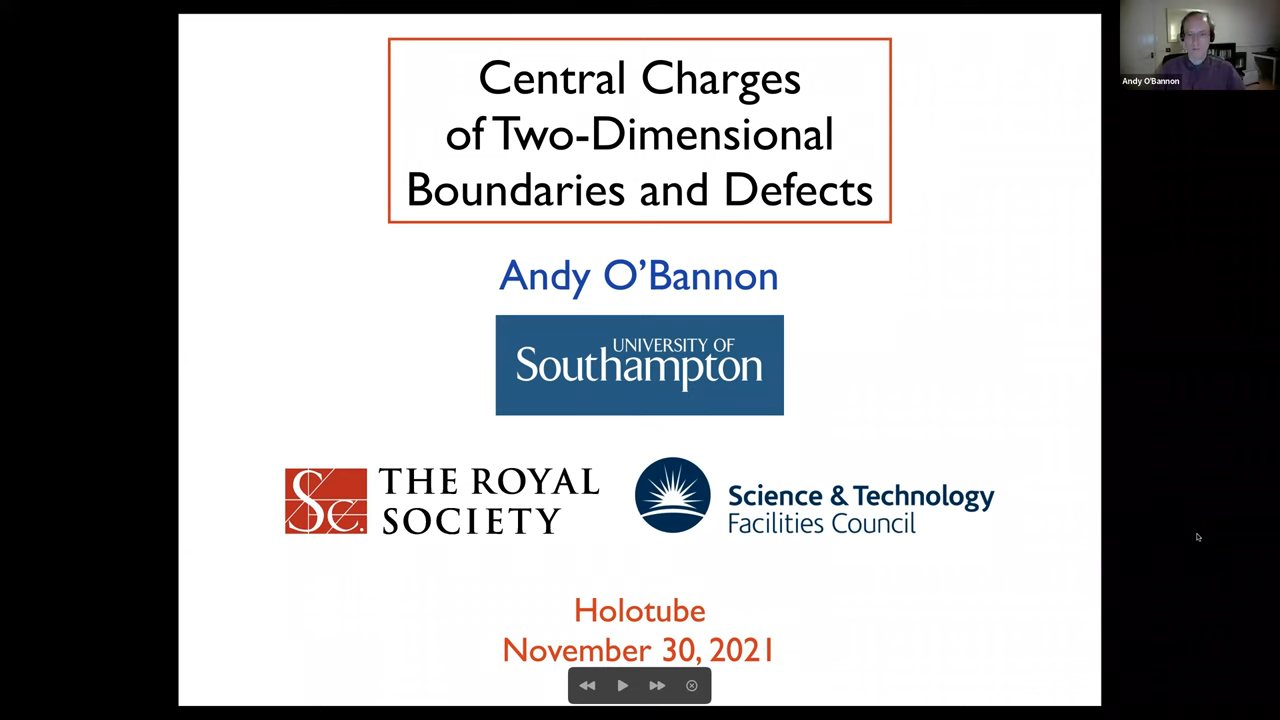 Central Charges
of Two-Dimensional
Boundaries and Defects
Andy O'Bannon
Andy O'Bannon
UNIVERSITY OF
Southampton
THE ROYAL
SOCIETY
Science & Technology
Facilities Council
Holotube
November 30, 2021